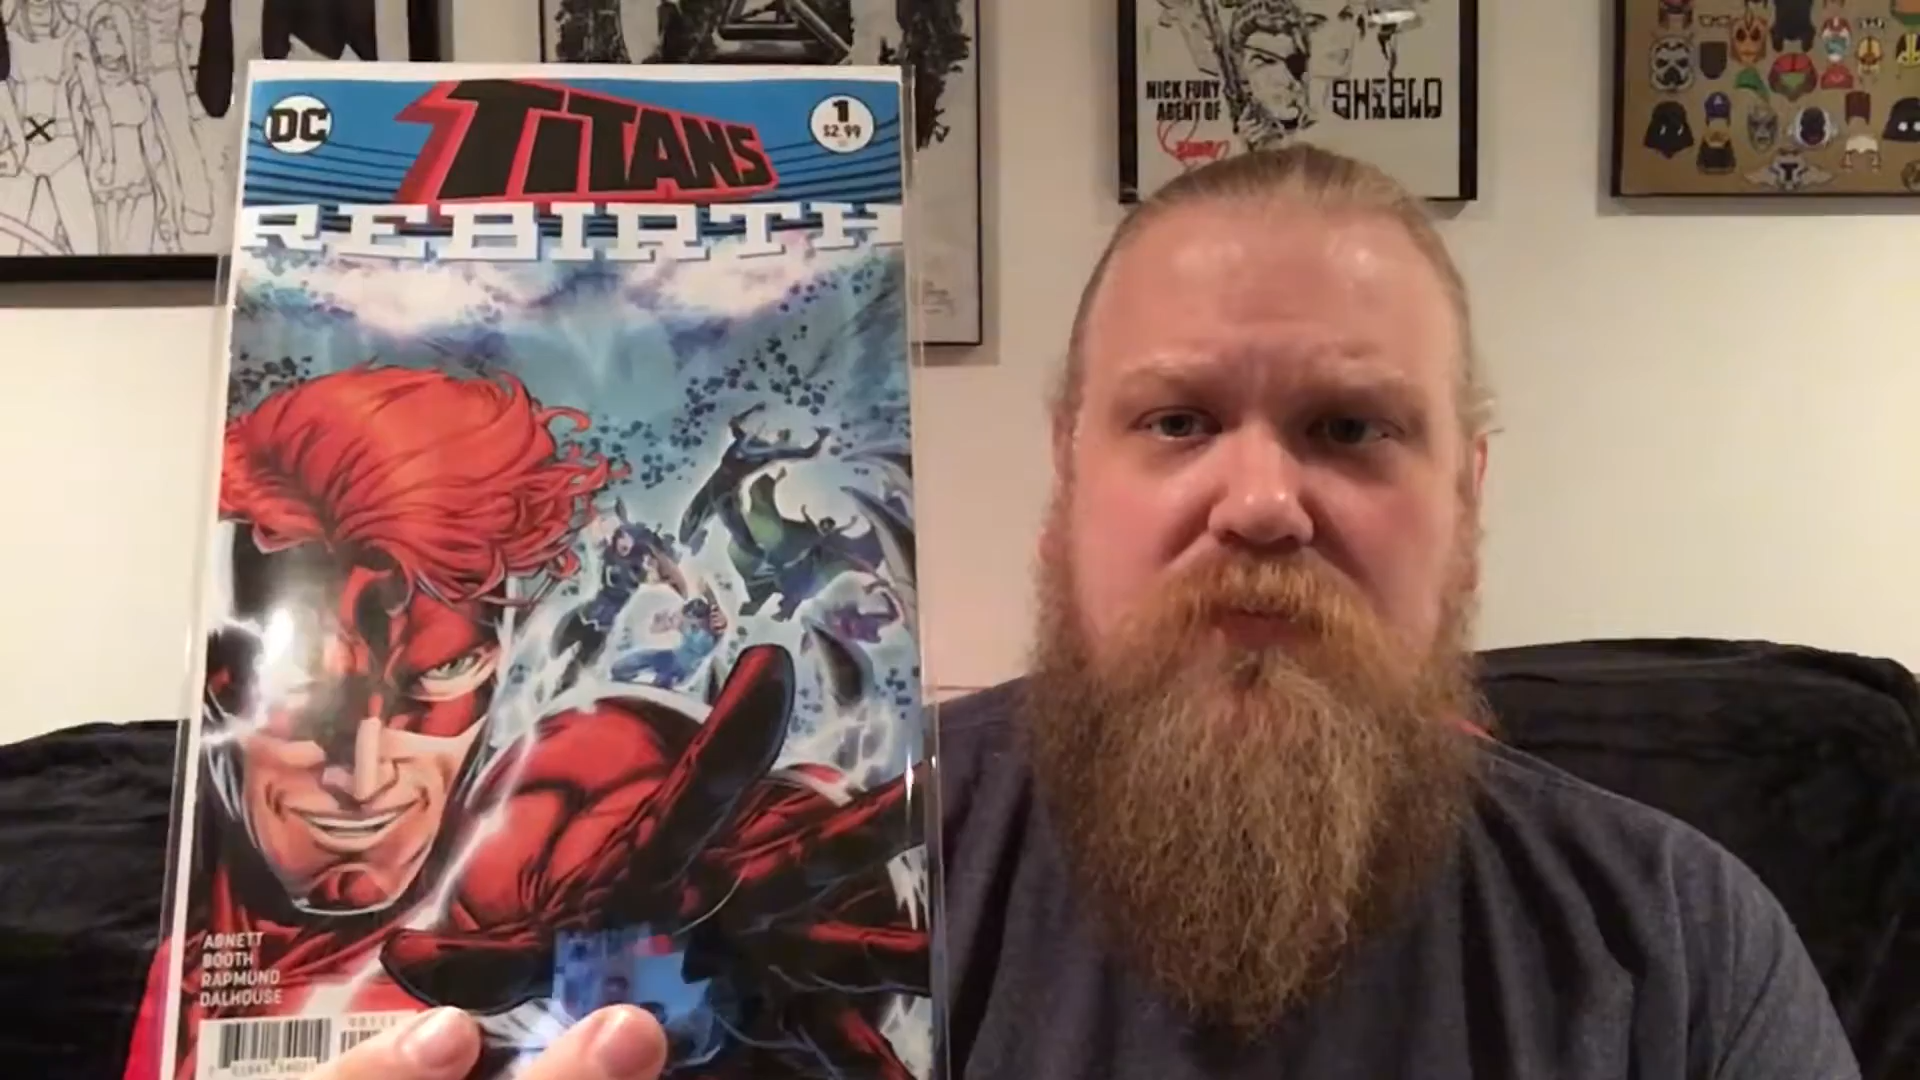 DC
TITANS
1
$2.99
REBIRTH
ABNETT
BOOTH
RAPMUND
DALHOUSE
NICK FURY
AGENT OF
SHIELD